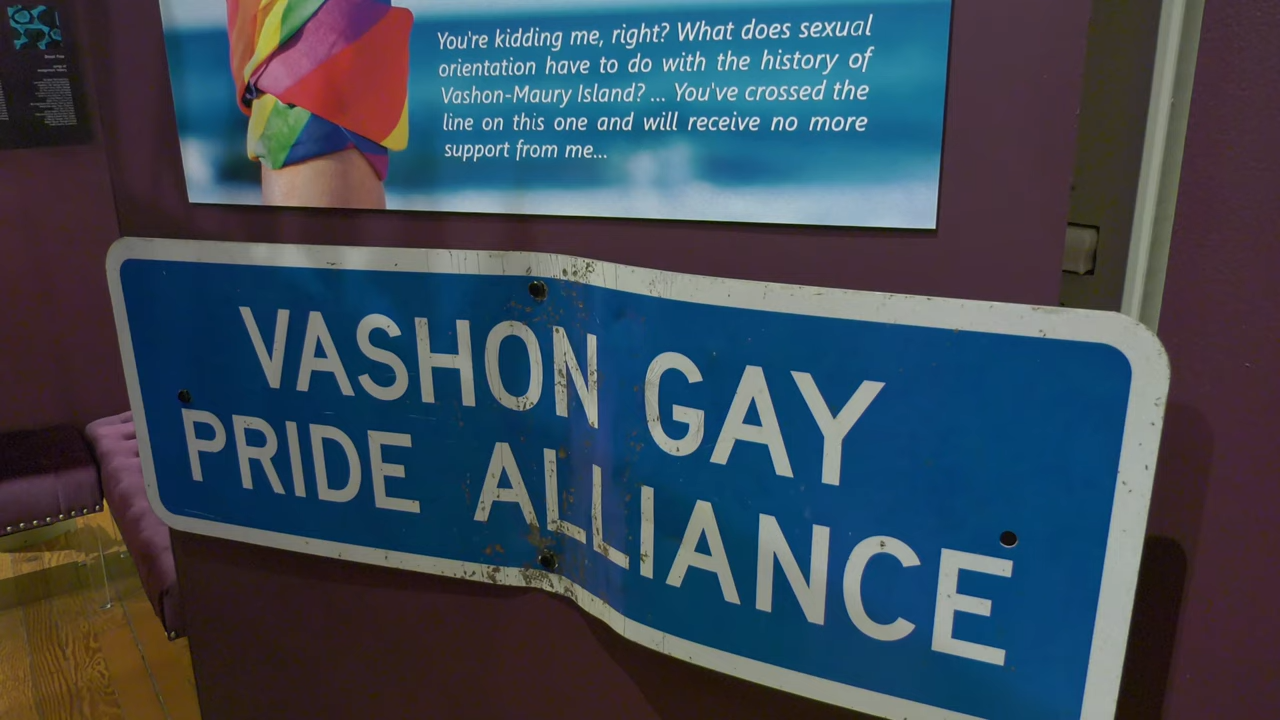 You're kidding me, right? What does sexual
orientation have to do with the history of
Vashon-Maury Island? ... You've crossed the
line on this one and will receive no more
support from me...
VASHON GAY
PRIDE ALLIANCE